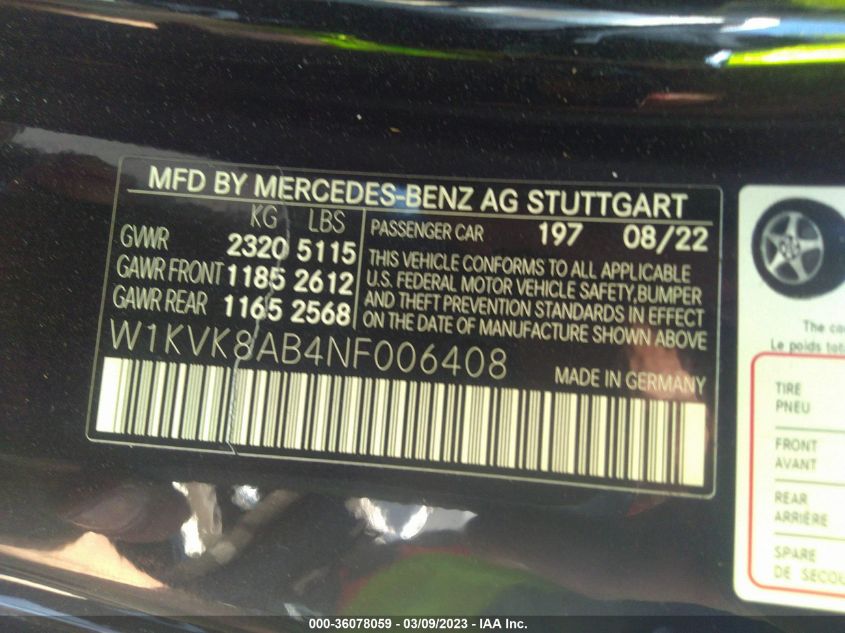 MFD BY MERCEDES-BENZ AG STUTTGART
KG LBS
GVWR 2320 5115
GAWR FRONT 1185 2612
GAWR REAR 1165 2568
PASSENGER CAR 197 08/22
THIS VEHICLE CONFORMS TO ALL APPLICABLE
U.S. FEDERAL MOTOR VEHICLE SAFETY,BUMPER
AND THEFT PREVENTION STANDARDS IN EFFECT
ON THE DATE OF MANUFACTURE SHOWN ABOVE
W1KVK8AB4NF006408
MADE IN GERMANY
The
Le poids
TIRE
PNEU
FRONT
AVANT
REAR
ARRIÈRE
SPARE
DE
000-36078059 — 03/09/2023 — IAA Inc.